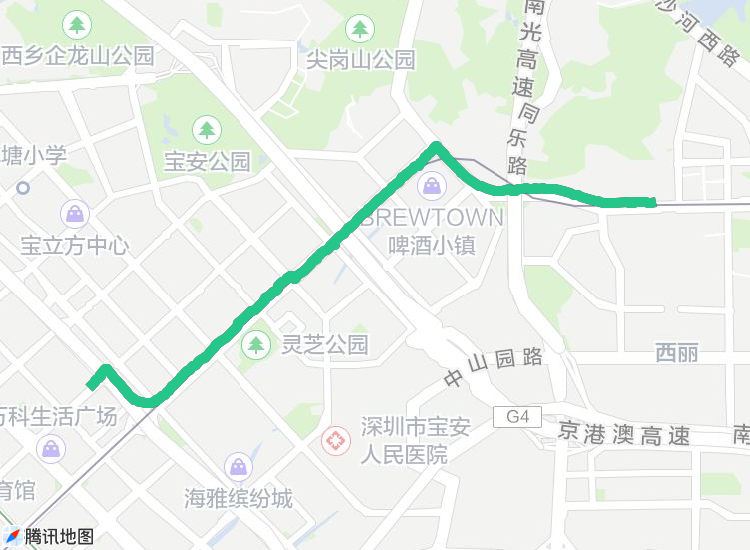 西乡企龙山公园
尖岗山公园
南光高速
同乐路
沙河西路
塘小学
宝安公园
宝立方中心
BREWTOWN
啤酒小镇
灵芝公园
中山园路
西丽
万科生活广场
G4
京港澳高速
南
深圳市宝安
人民医院
育馆
海雅缤纷城
腾讯地图